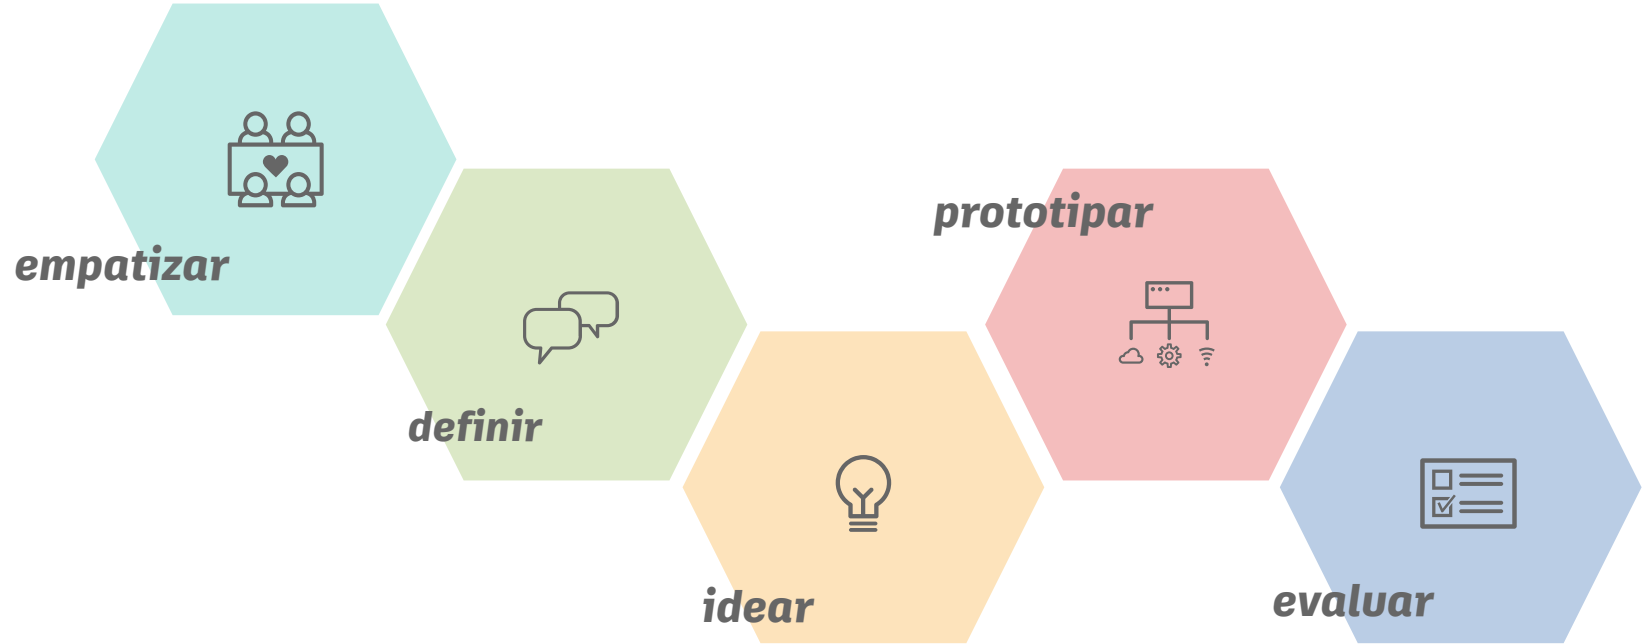 empatizar
definir
idear
prototipar
evaluar